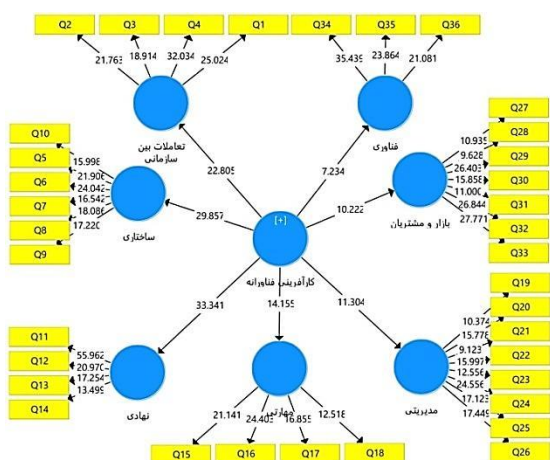 Q2
Q3
Q4
Q1
Q34
Q35
Q36
21.763
18.914
32.034
25.024
35.439
23.864
21.081
تعاملات بین
سازمانی
فناوری
Q27
Q28
Q29
Q30
Q31
Q32
Q33
10.935
9.628
26.403
15.858
11.000
26.844
27.771
بازار و مشتریان
Q10
Q5
Q6
Q7
Q8
Q9
15.998
21.906
24.042
16.542
18.086
17.220
ساختاری
22.805
7.234
29.857
10.222
[+]
کارآفرینی فناورانه
33.341
14.155
11.304
Q11
Q12
Q13
Q14
55.962
20.970
17.254
13.499
نهادی
مهارتی
21.141
24.403
16.855
12.518
Q15
Q16
Q17
Q18
Q19
Q20
Q21
Q22
Q23
Q24
Q25
Q26
10.374
15.778
9.123
15.997
12.556
24.556
17.123
17.449
مدیریتی